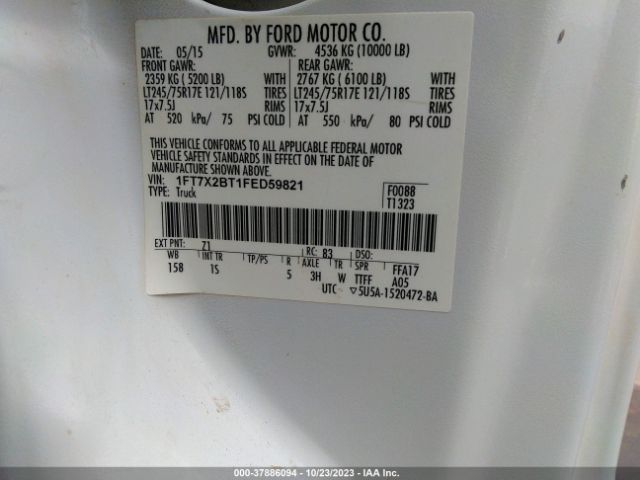 MFD. BY FORD MOTOR CO.
DATE: 05/15 GVWR: 4536 KG (10000 LB)
FRONT GAWR: REAR GAWR:
2359 KG (5200 LB) WITH 2767 KG (6100 LB) WITH
LT245/75R17E 121/118S TIRES LT245/75R17E 121/118S TIRES
17x7.5J RIMS 17x7.5J RIMS
AT 520 kPa/ 75 PSI COLD AT 550 kPa/ 80 PSI COLD
THIS VEHICLE CONFORMS TO ALL APPLICABLE FEDERAL MOTOR
VEHICLE SAFETY STANDARDS IN EFFECT ON THE DATE OF
MANUFACTURE SHOWN ABOVE.
VIN: 1FT7X2BT1FED59821 F0088
TYPE: Truck T1323
EXT PNT: Z1 RC: 83 DSO:
WB INT TR TP/PS R AXLE TR SPR FFA17
158 1S 5 3H W TTFF A05
UTC ▽5U5A-1520472-BA
000-37886094 | 10/23/2023 | IAA Inc.